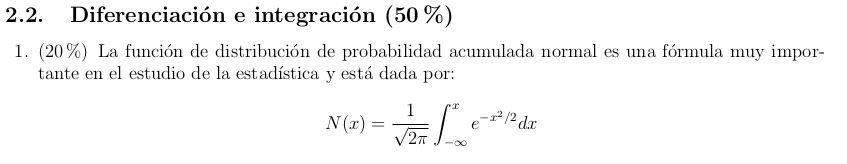 2.2. Diferenciación e integración (50 %)
1. (20 %) La función de distribución de probabilidad acumulada normal es una fórmula muy impor-
tante en el estudio de la estadística y está dada por:
N(x) = \frac{1}{\sqrt{2\pi}} \int_{-\infty}^{x} e^{-x^2/2} dx